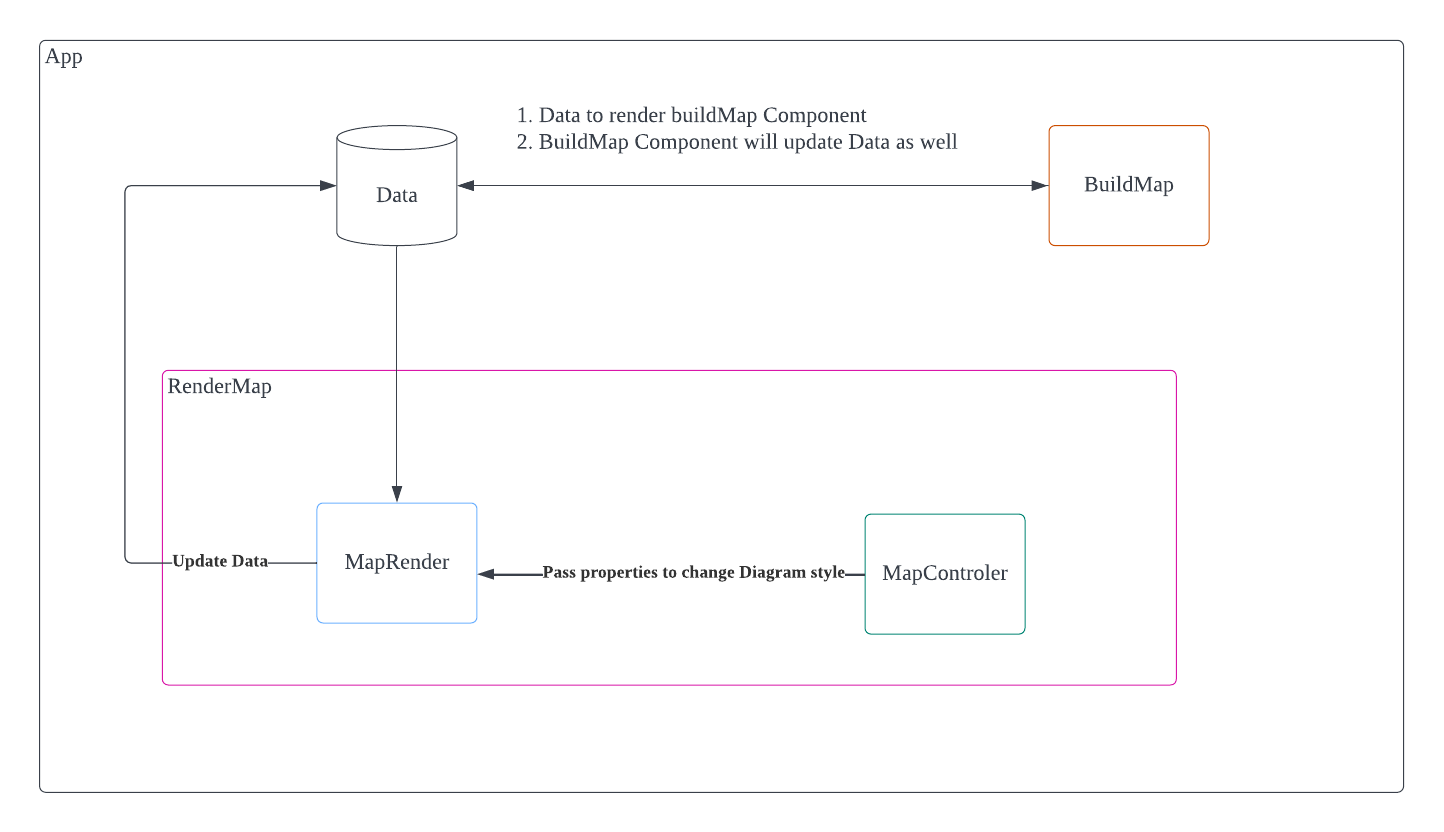 App
1. Data to render buildMap Component
2. BuildMap Component will update Data as well
Data
BuildMap
RenderMap
Update Data
MapRender
Pass properties to change Diagram style
MapControler